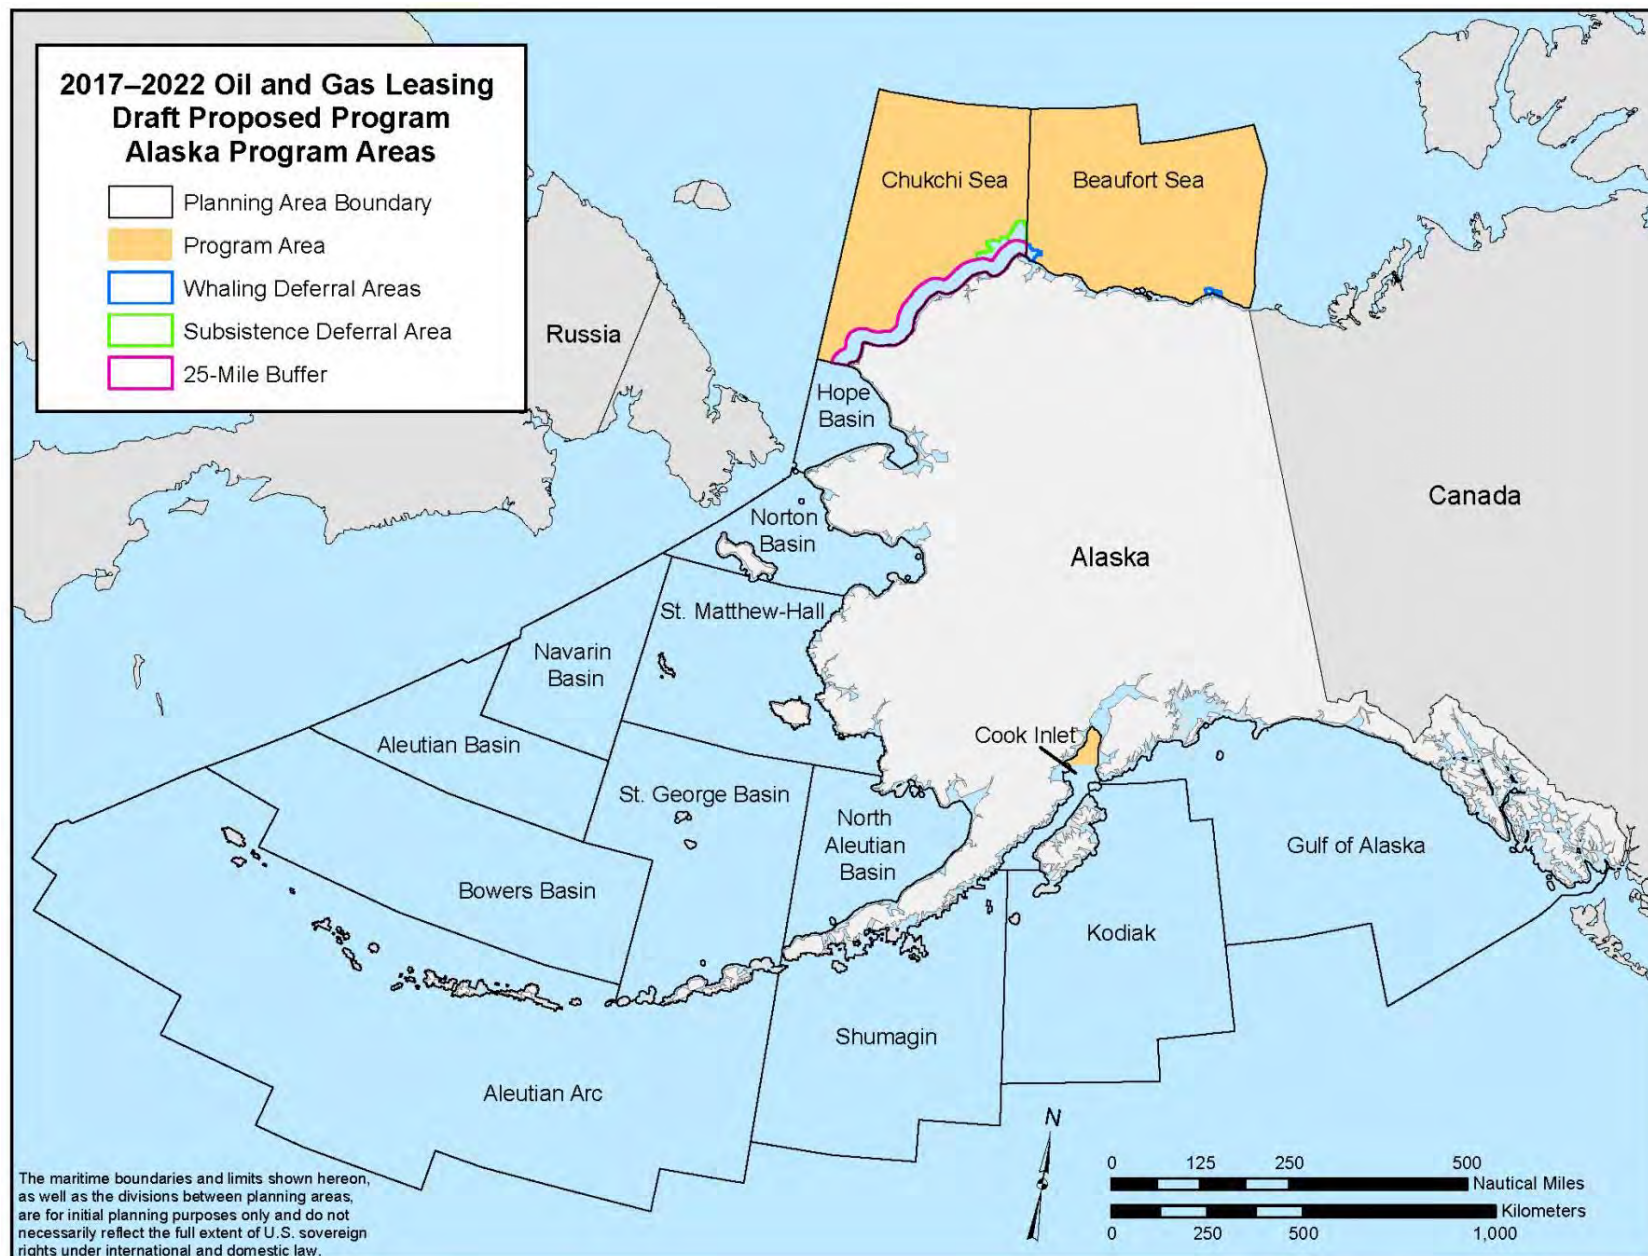 2017–2022 Oil and Gas Leasing
Draft Proposed Program
Alaska Program Areas
Planning Area Boundary
Program Area
Whaling Deferral Areas
Subsistence Deferral Area
25-Mile Buffer
Chukchi Sea
Beaufort Sea
Russia
Hope
Basin
Canada
Norton
Basin
Alaska
St. Matthew-Hall
Navarin
Basin
Cook Inlet
Aleutian Basin
St. George Basin
North
Aleutian
Basin
Gulf of Alaska
Bowers Basin
Kodiak
Shumagin
Aleutian Arc
N
0 125 250 500
Nautical Miles
Kilometers
0 250 500 1,000
The maritime boundaries and limits shown hereon,
as well as the divisions between planning areas,
are for initial planning purposes only and do not
necessarily reflect the full extent of U.S. sovereign
rights under international and domestic law.